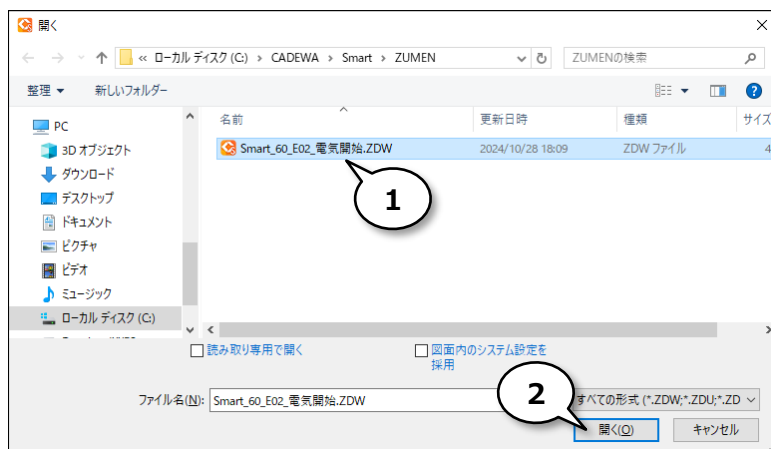 開く
« ローカル ディスク (C:) › CADEWA › Smart › ZUMEN
ZUMENの検索
整理
新しいフォルダー
PC
3D オブジェクト
ダウンロード
デスクトップ
ドキュメント
ピクチャ
ビデオ
ミュージック
ローカル ディスク (C:)
名前 更新日時 種類 サイズ
Smart_60_E02_電気開始.ZDW 2024/10/28 18:09 ZDW ファイル 4
1
読み取り専用で開く
図面内のシステム設定を
採用
ファイル名(N): Smart_60_E02_電気開始.ZDW
2
すべての形式 (*.ZDW;*.ZDU;*.ZD
開く(O) キャンセル